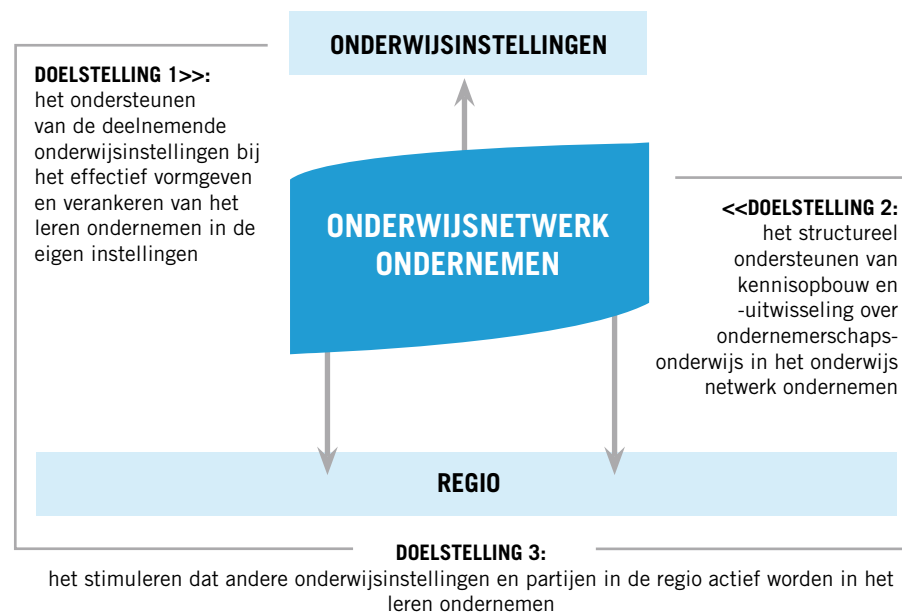 ONDERWIJSINSTELLINGEN
DOELSTELLING 1>>:
het ondersteunen
van de deelnemende
onderwijsinstellingen bij
het effectief vormgeven
en verankeren van het
leren ondernemen in de
eigen instellingen
ONDERWIJSNETWERK
ONDERNEMEN
<<DOELSTELLING 2:
het structureel
ondersteunen van
kennisopbouw en
-uitwisseling over
ondernemerschaps-
onderwijs in het onderwijs
netwerk ondernemen
REGIO
DOELSTELLING 3:
het stimuleren dat andere onderwijsinstellingen en partijen in de regio actief worden in het
leren ondernemen